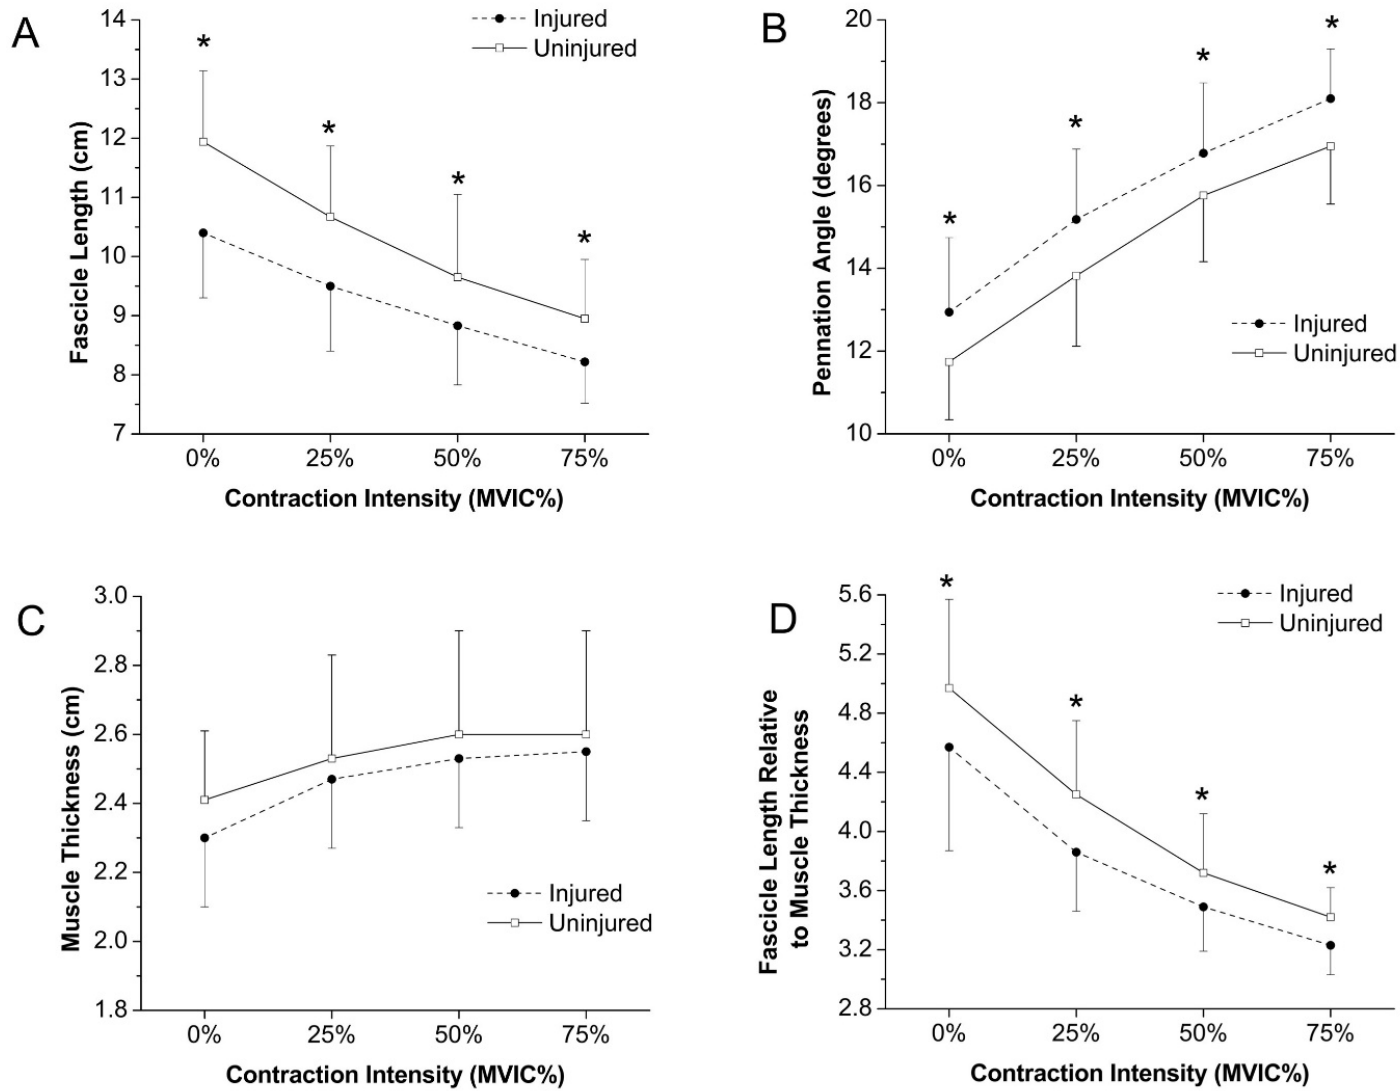 A
Injured
Uninjured
14
13
12
11
10
9
8
7
* * * *
Fascicle Length (cm)
0% 25% 50% 75%
Contraction Intensity (MVIC%)
B
20
18
16
14
12
10
* * * *
Pennation Angle (degrees)
Injured
Uninjured
0% 25% 50% 75%
Contraction Intensity (MVIC%)
C
3.0
2.8
2.6
2.4
2.2
2.0
1.8
Muscle Thickness (cm)
Injured
Uninjured
0% 25% 50% 75%
Contraction Intensity (MVIC%)
D
Injured
Uninjured
5.6
5.2
4.8
4.4
4.0
3.6
3.2
2.8
* * * *
Fascicle Length Relative
to Muscle Thickness
0% 25% 50% 75%
Contraction Intensity (MVIC%)